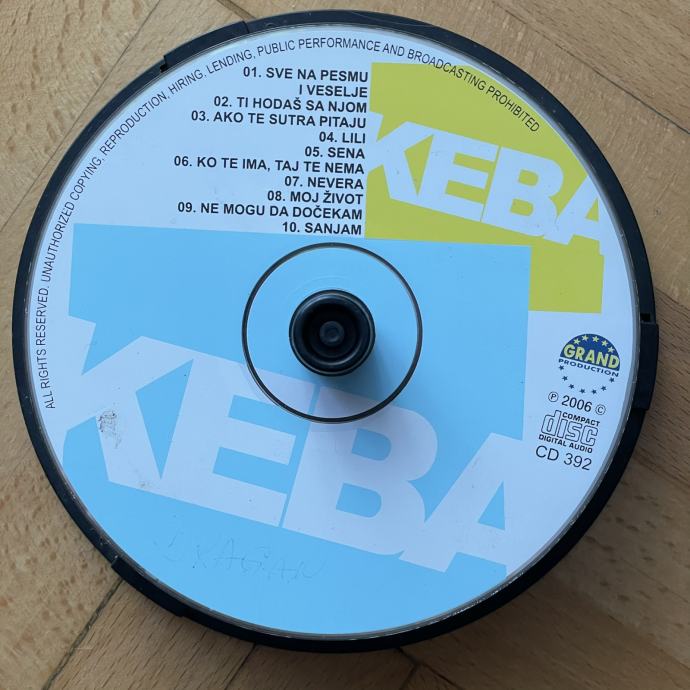 ALL RIGHTS RESERVED. UNAUTHORIZED COPYING, REPRODUCTION, HIRING, LENDING, PUBLIC PERFORMANCE AND BROADCASTING PROHIBITED
01. SVE NA PESMU
I VESELJE
02. TI HODAŠ SA NJOM
03. AKO TE SUTRA PITAJU
04. LILI
05. SENA
06. KO TE IMA, TAJ TE NEMA
07. NEVERA
08. MOJ ŽIVOT
09. NE MOGU DA DOČEKAM
10. SANJAM
KEBA
GRAND
PRODUCTION
℗ 2006 ©
COMPACT
disc
DIGITAL AUDIO
CD 392
KEBA
DRAGAN